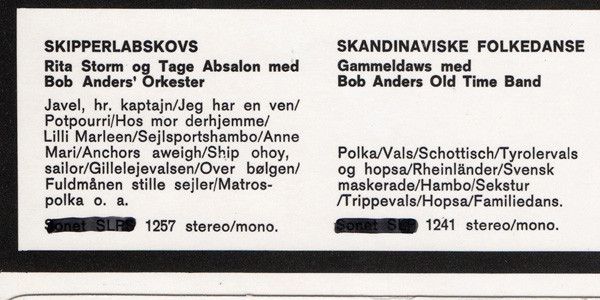 SKIPPERLABSKOVS
Rita Storm og Tage Absalon med
Bob Anders' Orkester
Javel, hr. kaptajn/Jeg har en ven/
Potpourri/Hos mor derhjemme/
Lilli Marleen/Sejlsportshambo/Anne
Mari/Anchors aweigh/Ship ohoy,
sailor/Gillelejevalsen/Over bølgen/
Fuldmånen stille sejler/Matros-
polka o. a.
Sonet SLPS 1257 stereo/mono.
SKANDINAVISKE FOLKEDANSE
Gammeldaws med
Bob Anders Old Time Band
Polka/Vals/Schottisch/Tyrolervals
og hopsa/Rheinländer/Svensk
maskerade/Hambo/Sekstur
/Trippevals/Hopsa/Familiedans.
Sonet 1241 stereo/mono.